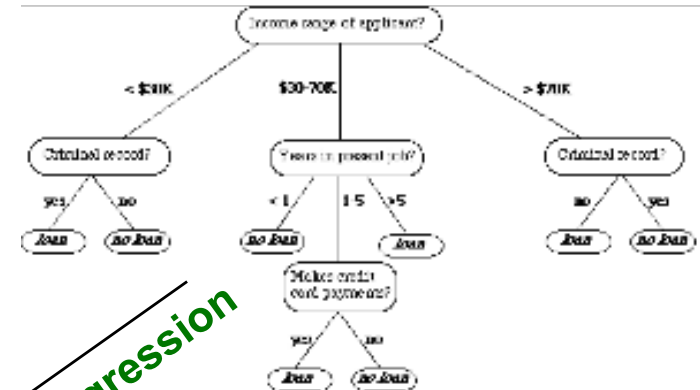 Income range of applicant?
< $30K
$30-70K
> $70K
Criminal record?
Years in present job?
Criminal record?
yes
no
< 1
1-5
>5
no
yes
loan
no loan
no loan
loan
loan
no loan
Makes credit
card payments?
yes
no
loan
no loan
gression